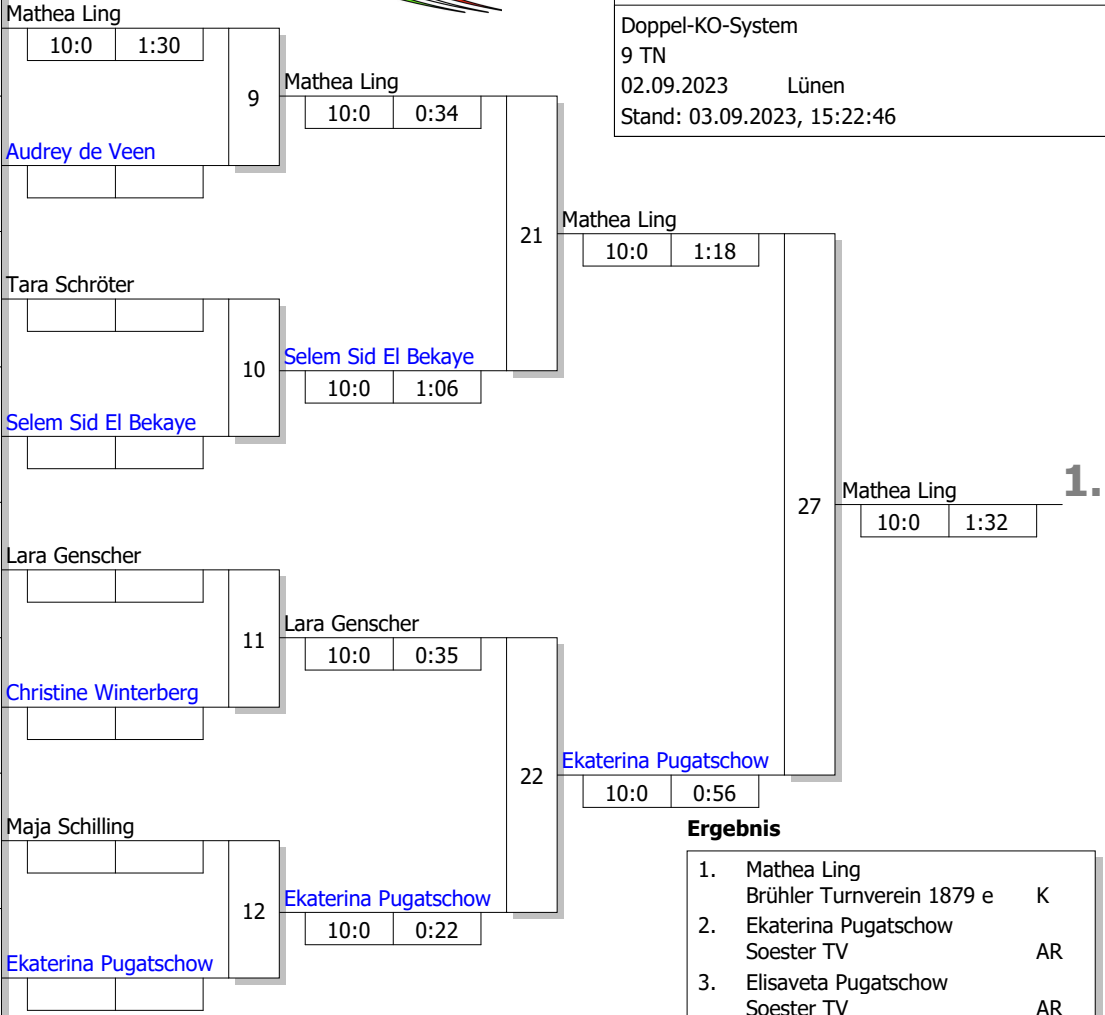 Mathea Ling
10:0 1:30
9
Audrey de Veen
Tara Schröter
10
Selem Sid El Bekaye
Lara Genscher
11
Christine Winterberg
Maja Schilling
12
Ekaterina Pugatschow
Mathea Ling
10:0 0:34
21
Selem Sid El Bekaye
10:0 1:06
Lara Genscher
10:0 0:35
22
Ekaterina Pugatschow
10:0 0:22
Mathea Ling
10:0 1:18
27
Ekaterina Pugatschow
10:0 0:56
Mathea Ling
10:0 1:32
1.
Doppel-KO-System
9 TN
02.09.2023 Lünen
Stand: 03.09.2023, 15:22:46
Ergebnis
1. Mathea Ling
Brühler Turnverein 1879 e K
2. Ekaterina Pugatschow
Soester TV AR
3. Elisaveta Pugatschow
Soester TV AR